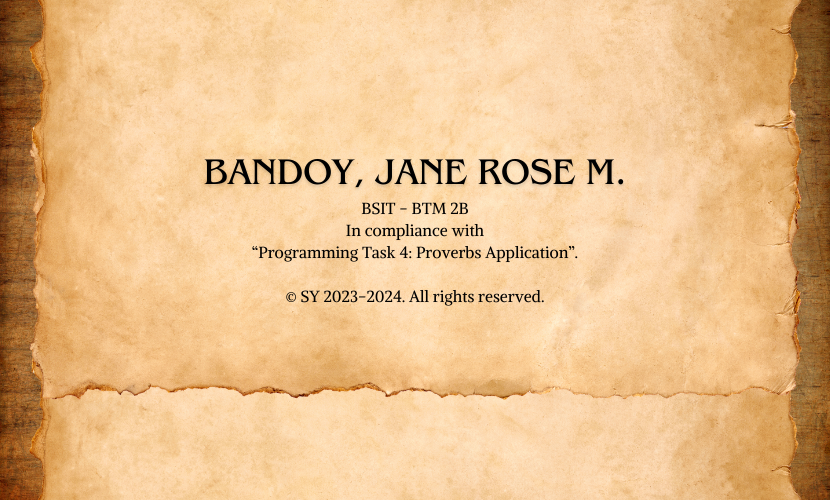 BANDOY, JANE ROSE M.
BSIT – BTM 2B
In compliance with
“Programming Task 4: Proverbs Application”.
© SY 2023–2024. All rights reserved.